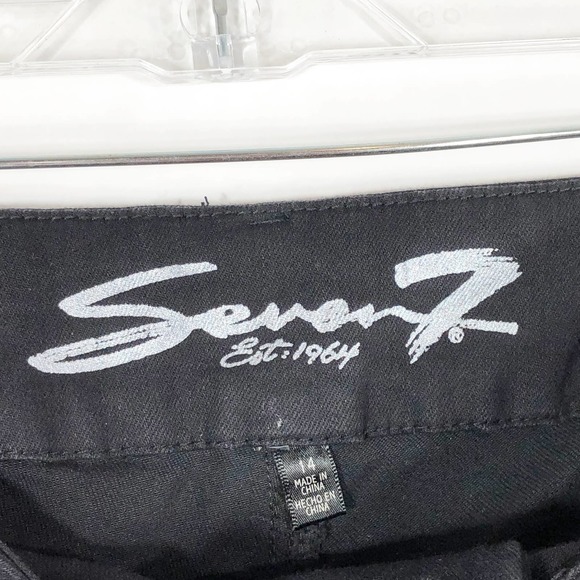 Seven7®
Est:1964
14
MADE IN
CHINA
HECHO EN
CHINA